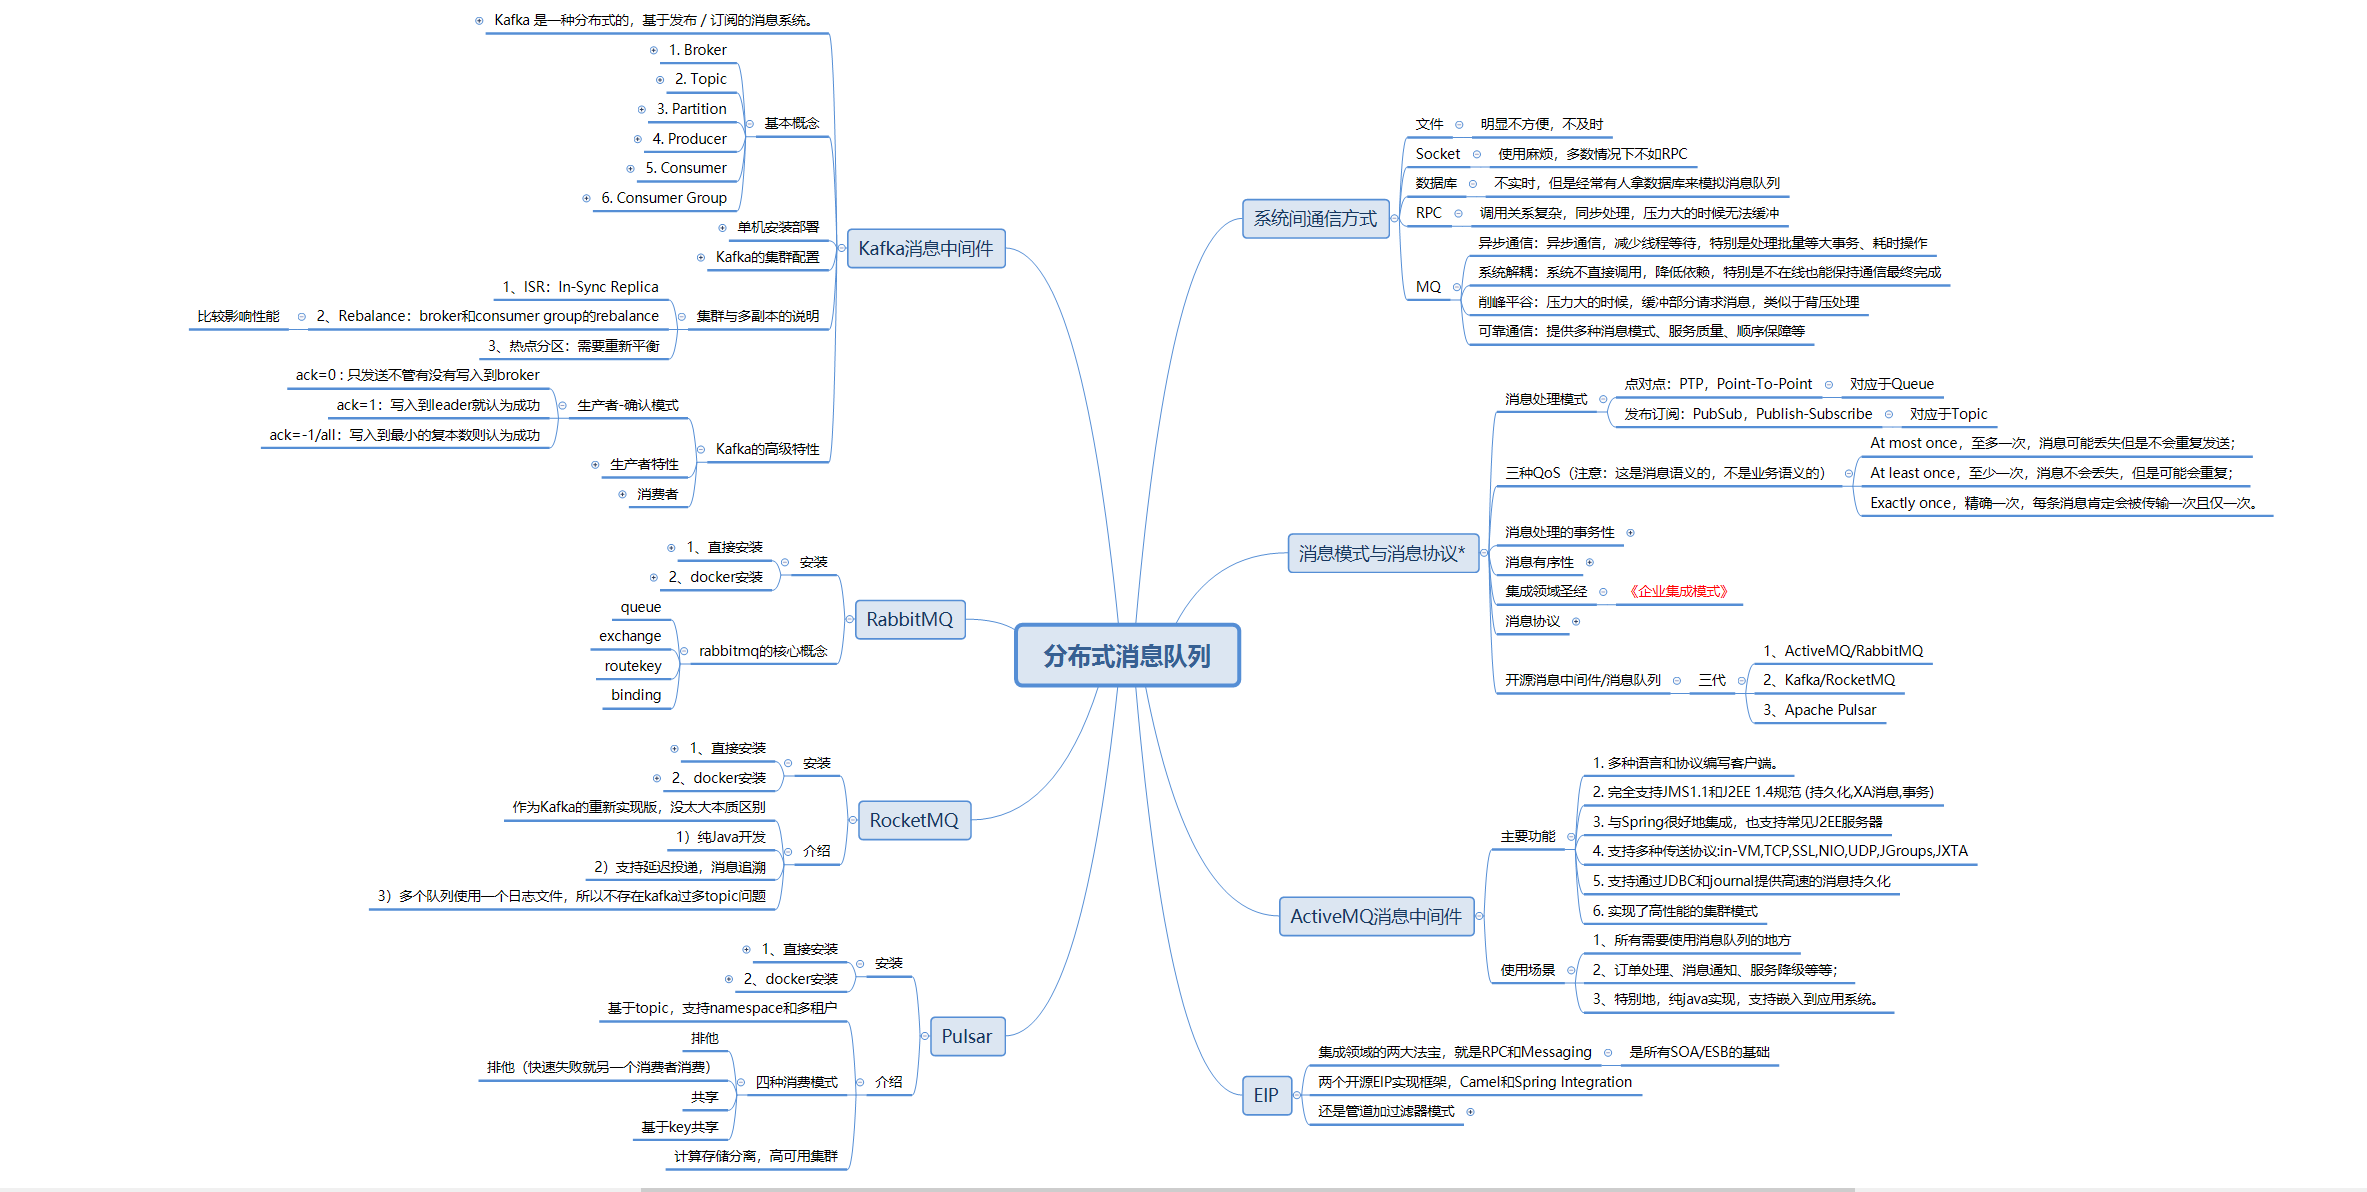 分布式消息队列
Kafka消息中间件
Kafka 是一种分布式的，基于发布 / 订阅的消息系统。
基本概念
1. Broker
2. Topic
3. Partition
4. Producer
5. Consumer
6. Consumer Group
单机安装部署
Kafka的集群配置
集群与多副本的说明
1、ISR：In-Sync Replica
2、Rebalance：broker和consumer group的rebalance
比较影响性能
3、热点分区：需要重新平衡
Kafka的高级特性
生产者-确认模式
ack=0 : 只发送不管有没有写入到broker
ack=1：写入到leader就认为成功
ack=-1/all：写入到最小的复本数则认为成功
生产者特性
消费者
RabbitMQ
安装
1、直接安装
2、docker安装
rabbitmq的核心概念
queue
exchange
routekey
binding
RocketMQ
安装
1、直接安装
2、docker安装
介绍
作为Kafka的重新实现版，没太大本质区别
1）纯Java开发
2）支持延迟投递，消息追溯
3）多个队列使用一个日志文件，所以不存在kafka过多topic问题
Pulsar
安装
1、直接安装
2、docker安装
介绍
基于topic，支持namespace和多租户
四种消费模式
排他
排他（快速失败就另一个消费者消费）
共享
基于key共享
计算存储分离，高可用集群
系统间通信方式
文件
明显不方便，不及时
Socket
使用麻烦，多数情况下不如RPC
数据库
不实时，但是经常有人拿数据库来模拟消息队列
RPC
调用关系复杂，同步处理，压力大的时候无法缓冲
MQ
异步通信：异步通信，减少线程等待，特别是处理批量等大事务、耗时操作
系统解耦：系统不直接调用，降低依赖，特别是不在线也能保持通信最终完成
削峰平谷：压力大的时候，缓冲部分请求消息，类似于背压处理
可靠通信：提供多种消息模式、服务质量、顺序保障等
消息模式与消息协议*
消息处理模式
点对点：PTP，Point-To-Point
对应于Queue
发布订阅：PubSub，Publish-Subscribe
对应于Topic
三种QoS（注意：这是消息语义的，不是业务语义的）
At most once，至多一次，消息可能丢失但是不会重复发送；
At least once，至少一次，消息不会丢失，但是可能会重复；
Exactly once，精确一次，每条消息肯定会被传输一次且仅一次。
消息处理的事务性
消息有序性
集成领域圣经
《企业集成模式》
消息协议
开源消息中间件/消息队列
三代
1、ActiveMQ/RabbitMQ
2、Kafka/RocketMQ
3、Apache Pulsar
ActiveMQ消息中间件
主要功能
1. 多种语言和协议编写客户端。
2. 完全支持JMS1.1和J2EE 1.4规范 (持久化,XA消息,事务)
3. 与Spring很好地集成，也支持常见J2EE服务器
4. 支持多种传送协议:in-VM,TCP,SSL,NIO,UDP,JGroups,JXTA
5. 支持通过JDBC和journal提供高速的消息持久化
6. 实现了高性能的集群模式
使用场景
1、所有需要使用消息队列的地方
2、订单处理、消息通知、服务降级等等；
3、特别地，纯java实现，支持嵌入到应用系统。
EIP
集成领域的两大法宝，就是RPC和Messaging
是所有SOA/ESB的基础
两个开源EIP实现框架，Camel和Spring Integration
还是管道加过滤器模式